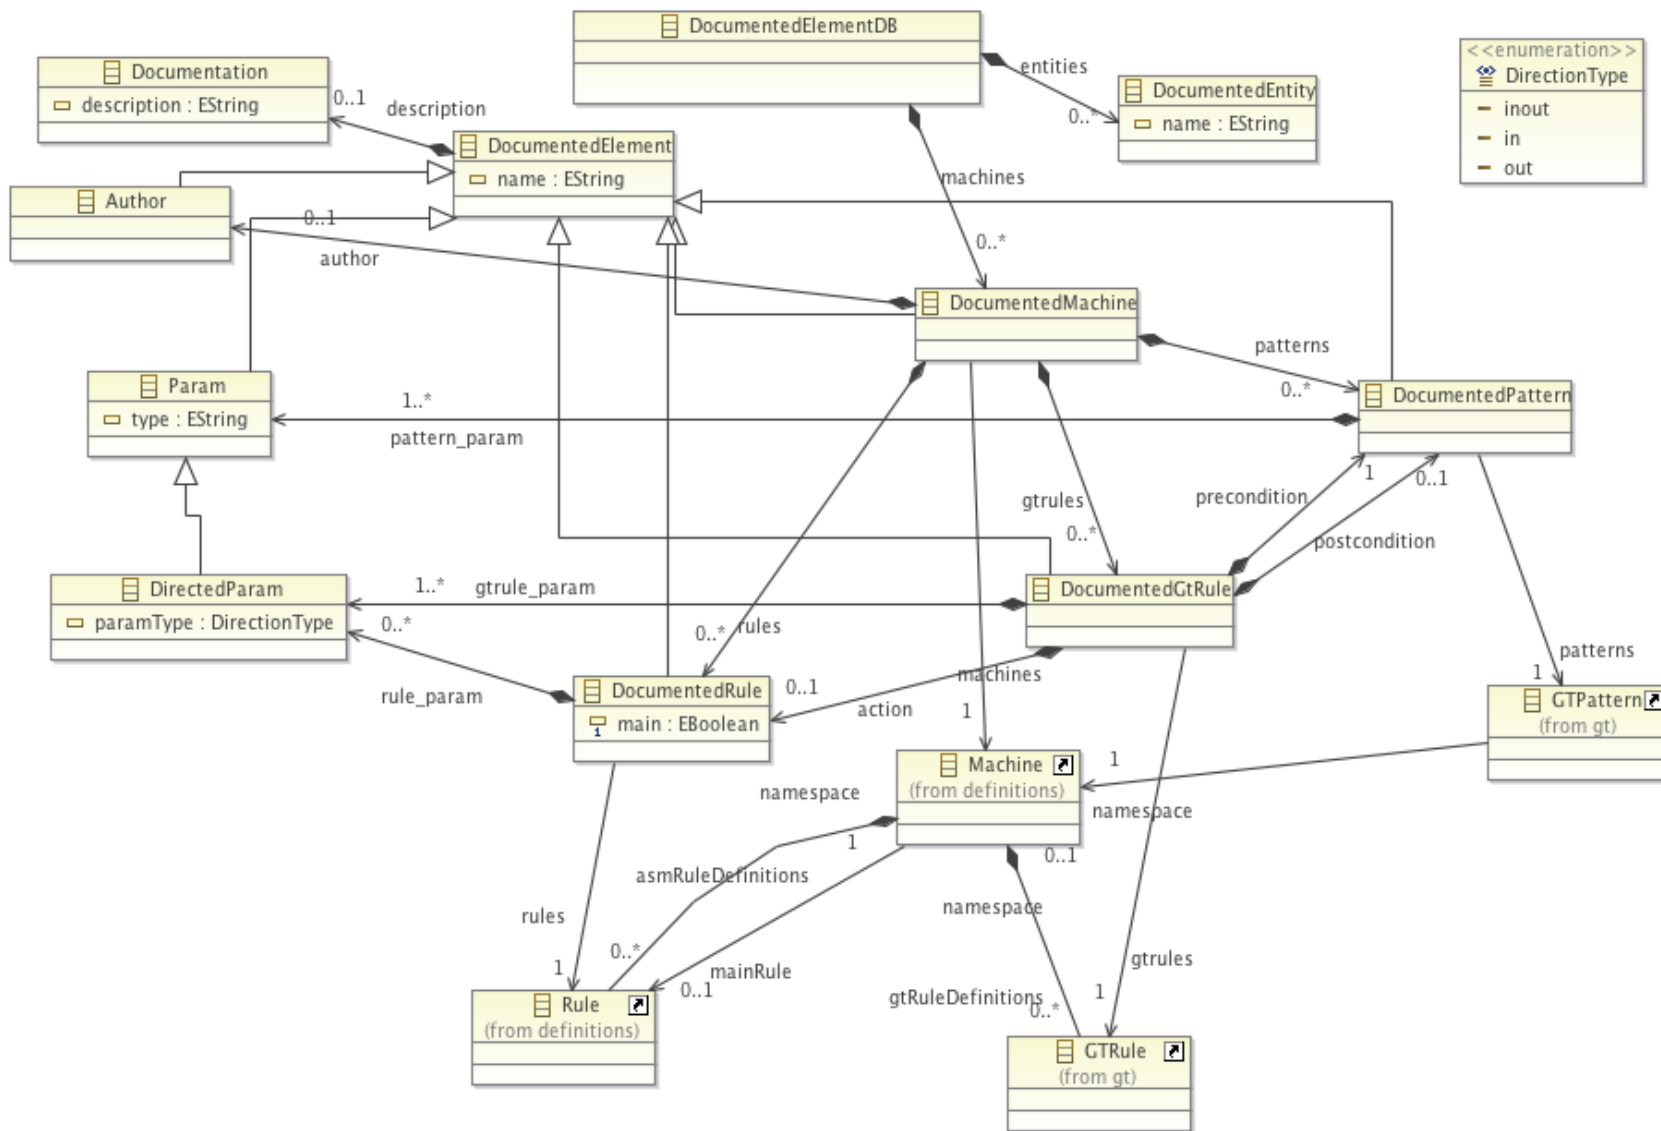 DocumentedElementDB
entities
0..*
machines
0..*
DocumentedEntity
name : EString
<<enumeration>>
DirectionType
inout
in
out
Documentation
description : EString
0..1
description
DocumentedElement
name : EString
Author
0..1
author
DocumentedMachine
patterns
0..*
DocumentedPattern
Param
type : EString
1..*
pattern_param
precondition
1
0..1
postcondition
gtrules
0..*
DirectedParam
paramType : DirectionType
1..*
gtrule_param
0..*
rule_param
DocumentedGtRule
0..*
rules
machines
1
DocumentedRule
main : EBoolean
0..1
action
patterns
1
GTPattern
(from gt)
1
namespace
Machine
(from definitions)
namespace
1
asmRuleDefinitions
0..*
0..1
namespace
gtRuleDefinitions
0..*
mainRule
0..1
rules
1
gtrules
1
Rule
(from definitions)
GTRule
(from gt)